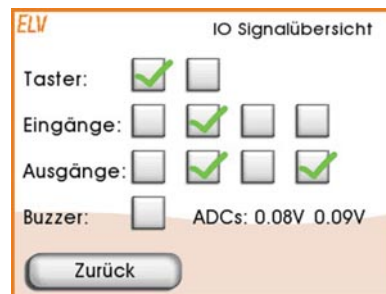 ELV IO Signalübersicht
Taster:
Eingänge:
Ausgänge:
Buzzer: ADCs: 0.08V 0.09V
Zurück